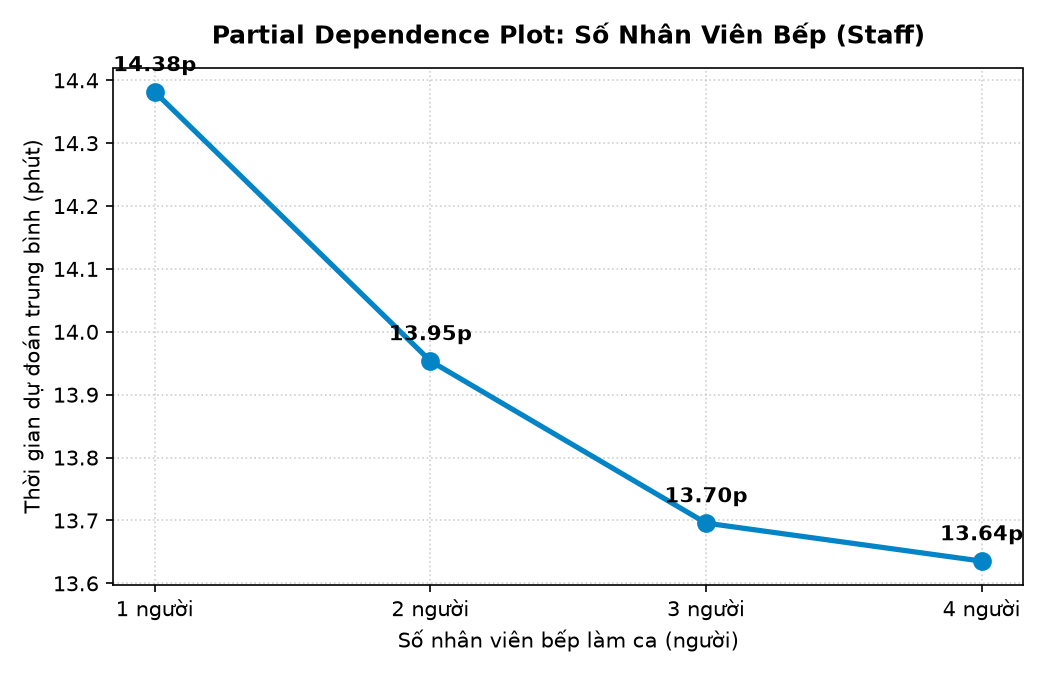 Partial Dependence Plot: Số Nhân Viên Bếp (Staff)
14.38p
13.95p
13.70p
13.64p
Thời gian dự đoán trung bình (phút)
14.4
14.3
14.2
14.1
14.0
13.9
13.8
13.7
13.6
1 người
2 người
3 người
4 người
Số nhân viên bếp làm ca (người)